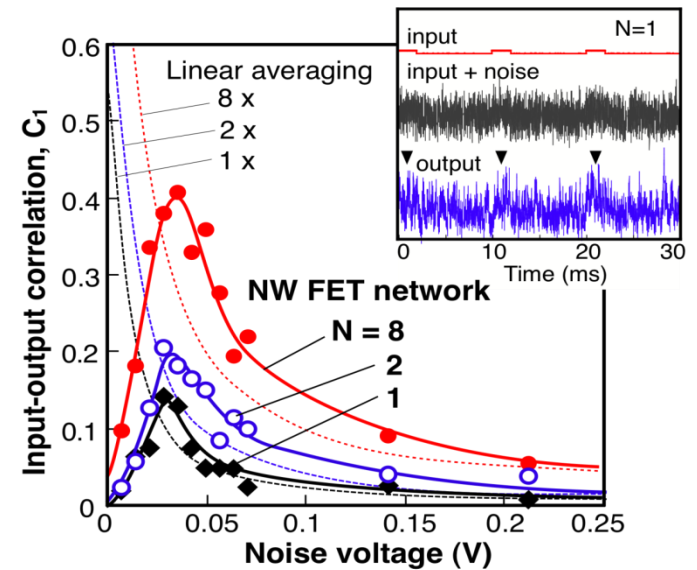 Input-output correlation, C1
0.6
0.5
0.4
0.3
0.2
0.1
0
Linear averaging
8 x
2 x
1 x
NW FET network
N = 8
2
1
0
0.05
0.1
0.15
0.2
0.25
Noise voltage (V)
input
N=1
input + noise
output
0
10
20
30
Time (ms)